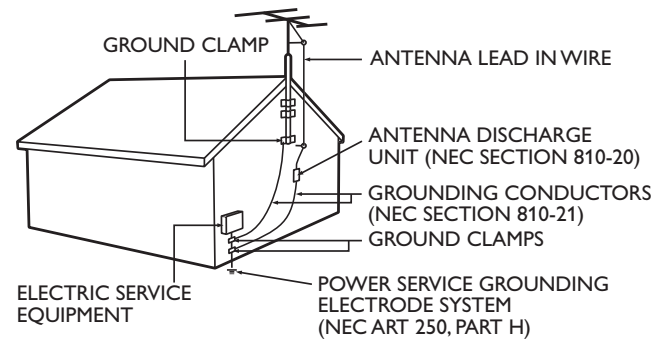 GROUND CLAMP
ANTENNA LEAD IN WIRE
ANTENNA DISCHARGE
UNIT (NEC SECTION 810-20)
GROUNDING CONDUCTORS
(NEC SECTION 810-21)
GROUND CLAMPS
ELECTRIC SERVICE
EQUIPMENT
POWER SERVICE GROUNDING
ELECTRODE SYSTEM
(NEC ART 250, PART H)